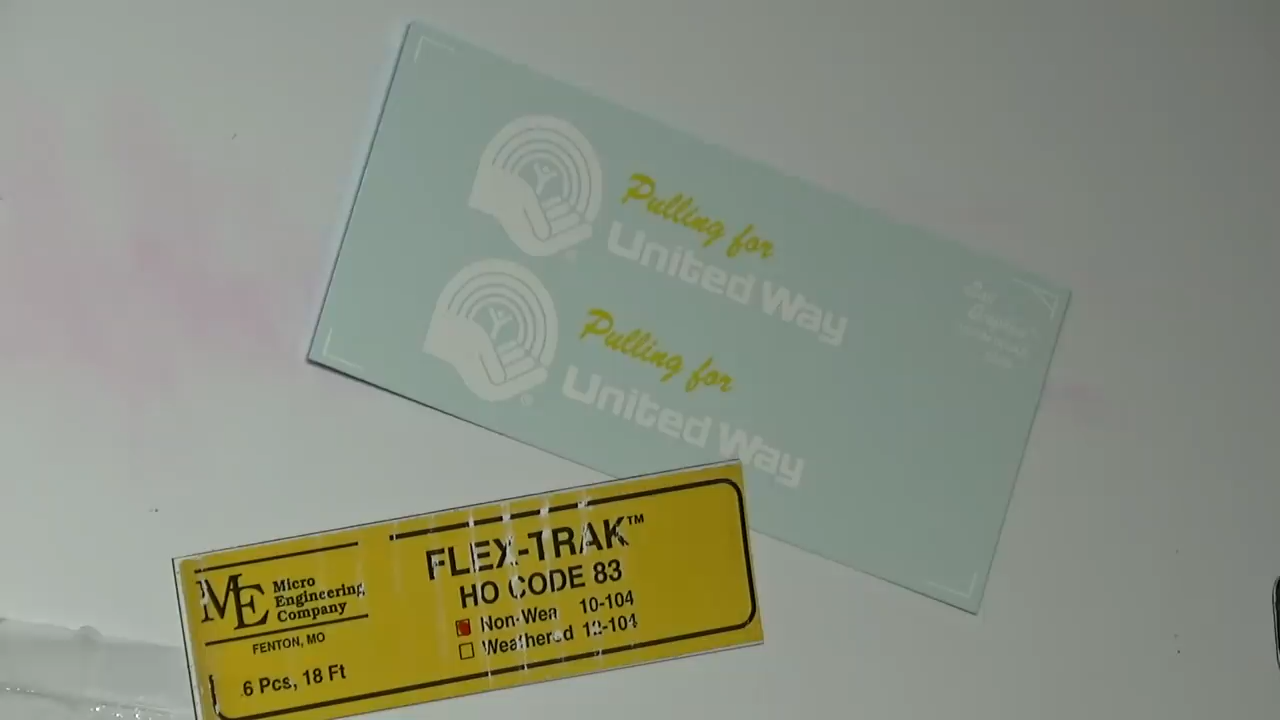 Pulling for
United Way
Pulling for
United Way
®
ME Micro
Engineering
Company
FENTON, MO
6 Pcs, 18 Ft
FLEX-TRAK™
HO CODE 83
Non-Wea 10-104
Weathered 12-104